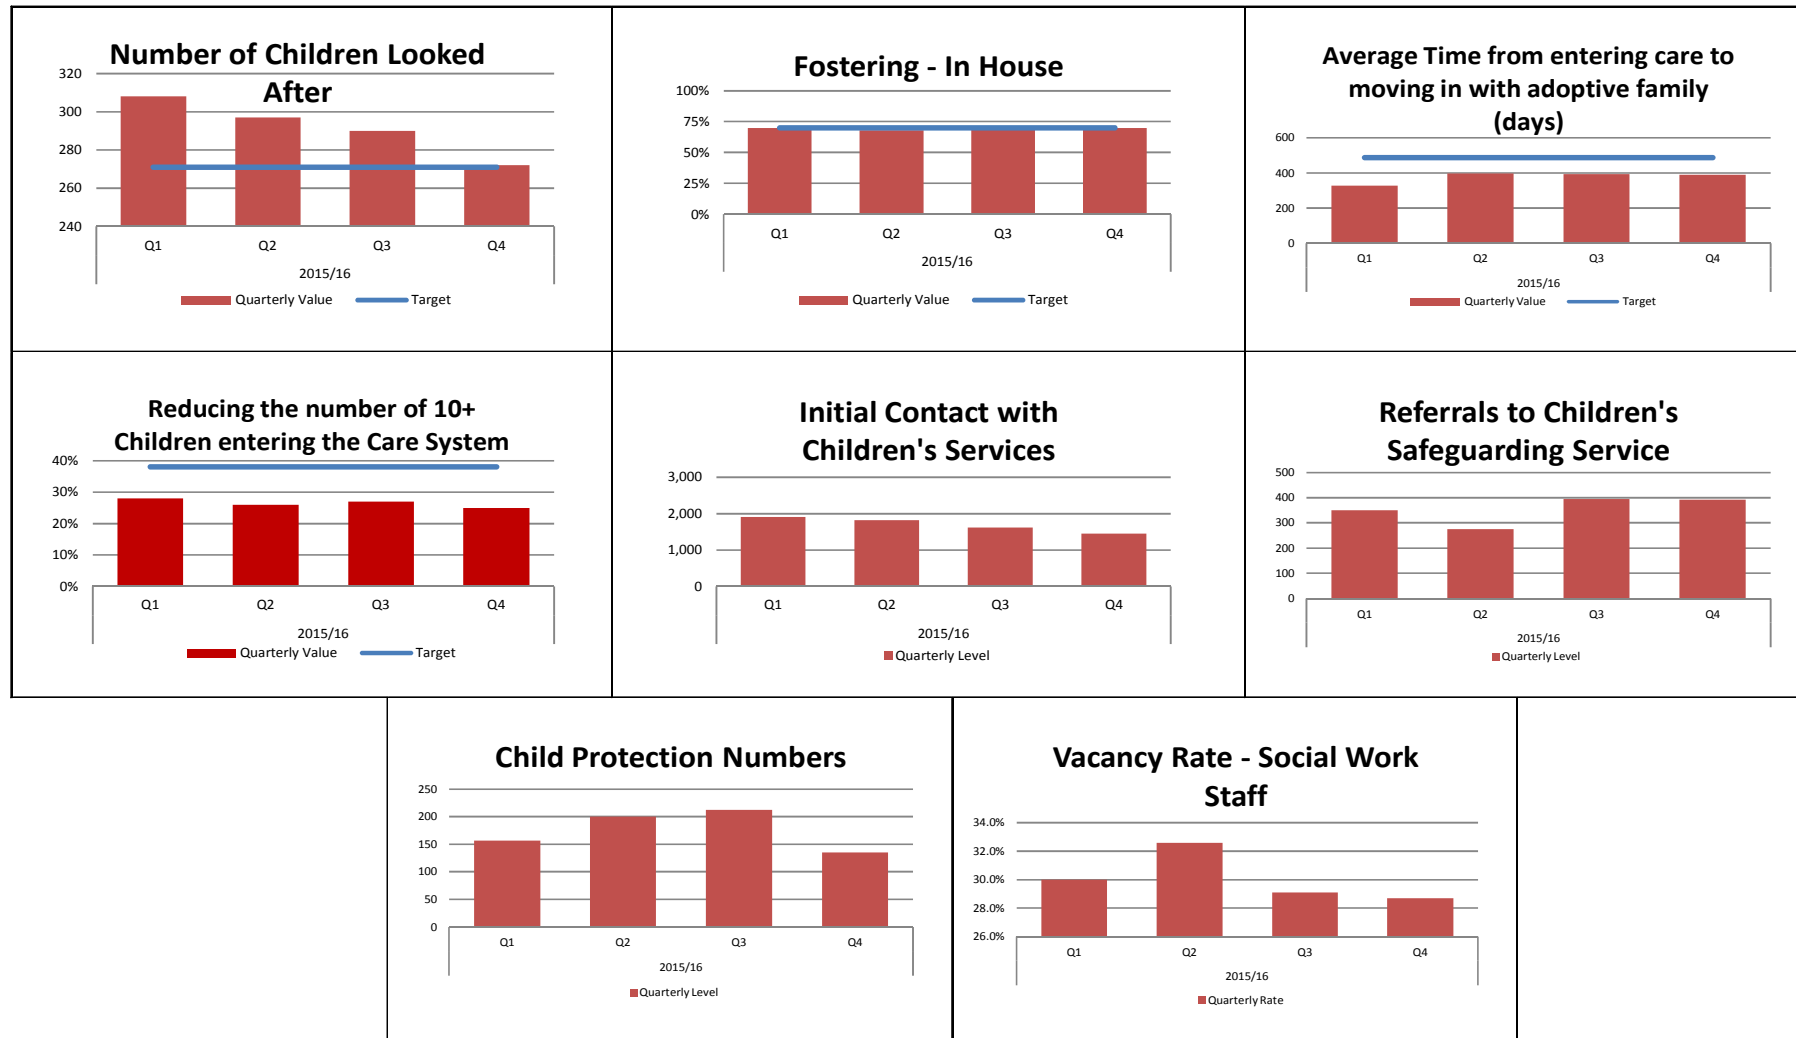 Number of Children Looked
After
320
300
280
260
240
Q1 Q2 Q3 Q4
2015/16
Quarterly Value Target
Fostering - In House
100%
75%
50%
25%
0%
Q1 Q2 Q3 Q4
2015/16
Quarterly Value Target
Average Time from entering care to
moving in with adoptive family
(days)
600
400
200
0
Q1 Q2 Q3 Q4
2015/16
Quarterly Value Target
Reducing the number of 10+
Children entering the Care System
40%
30%
20%
10%
0%
Q1 Q2 Q3 Q4
2015/16
Quarterly Value Target
Initial Contact with
Children's Services
3,000
2,000
1,000
0
Q1 Q2 Q3 Q4
2015/16
Quarterly Level
Referrals to Children's
Safeguarding Service
500
400
300
200
100
0
Q1 Q2 Q3 Q4
2015/16
Quarterly Level
Child Protection Numbers
250
200
150
100
50
0
Q1 Q2 Q3 Q4
2015/16
Quarterly Level
Vacancy Rate - Social Work
Staff
34.0%
32.0%
30.0%
28.0%
26.0%
Q1 Q2 Q3 Q4
2015/16
Quarterly Rate